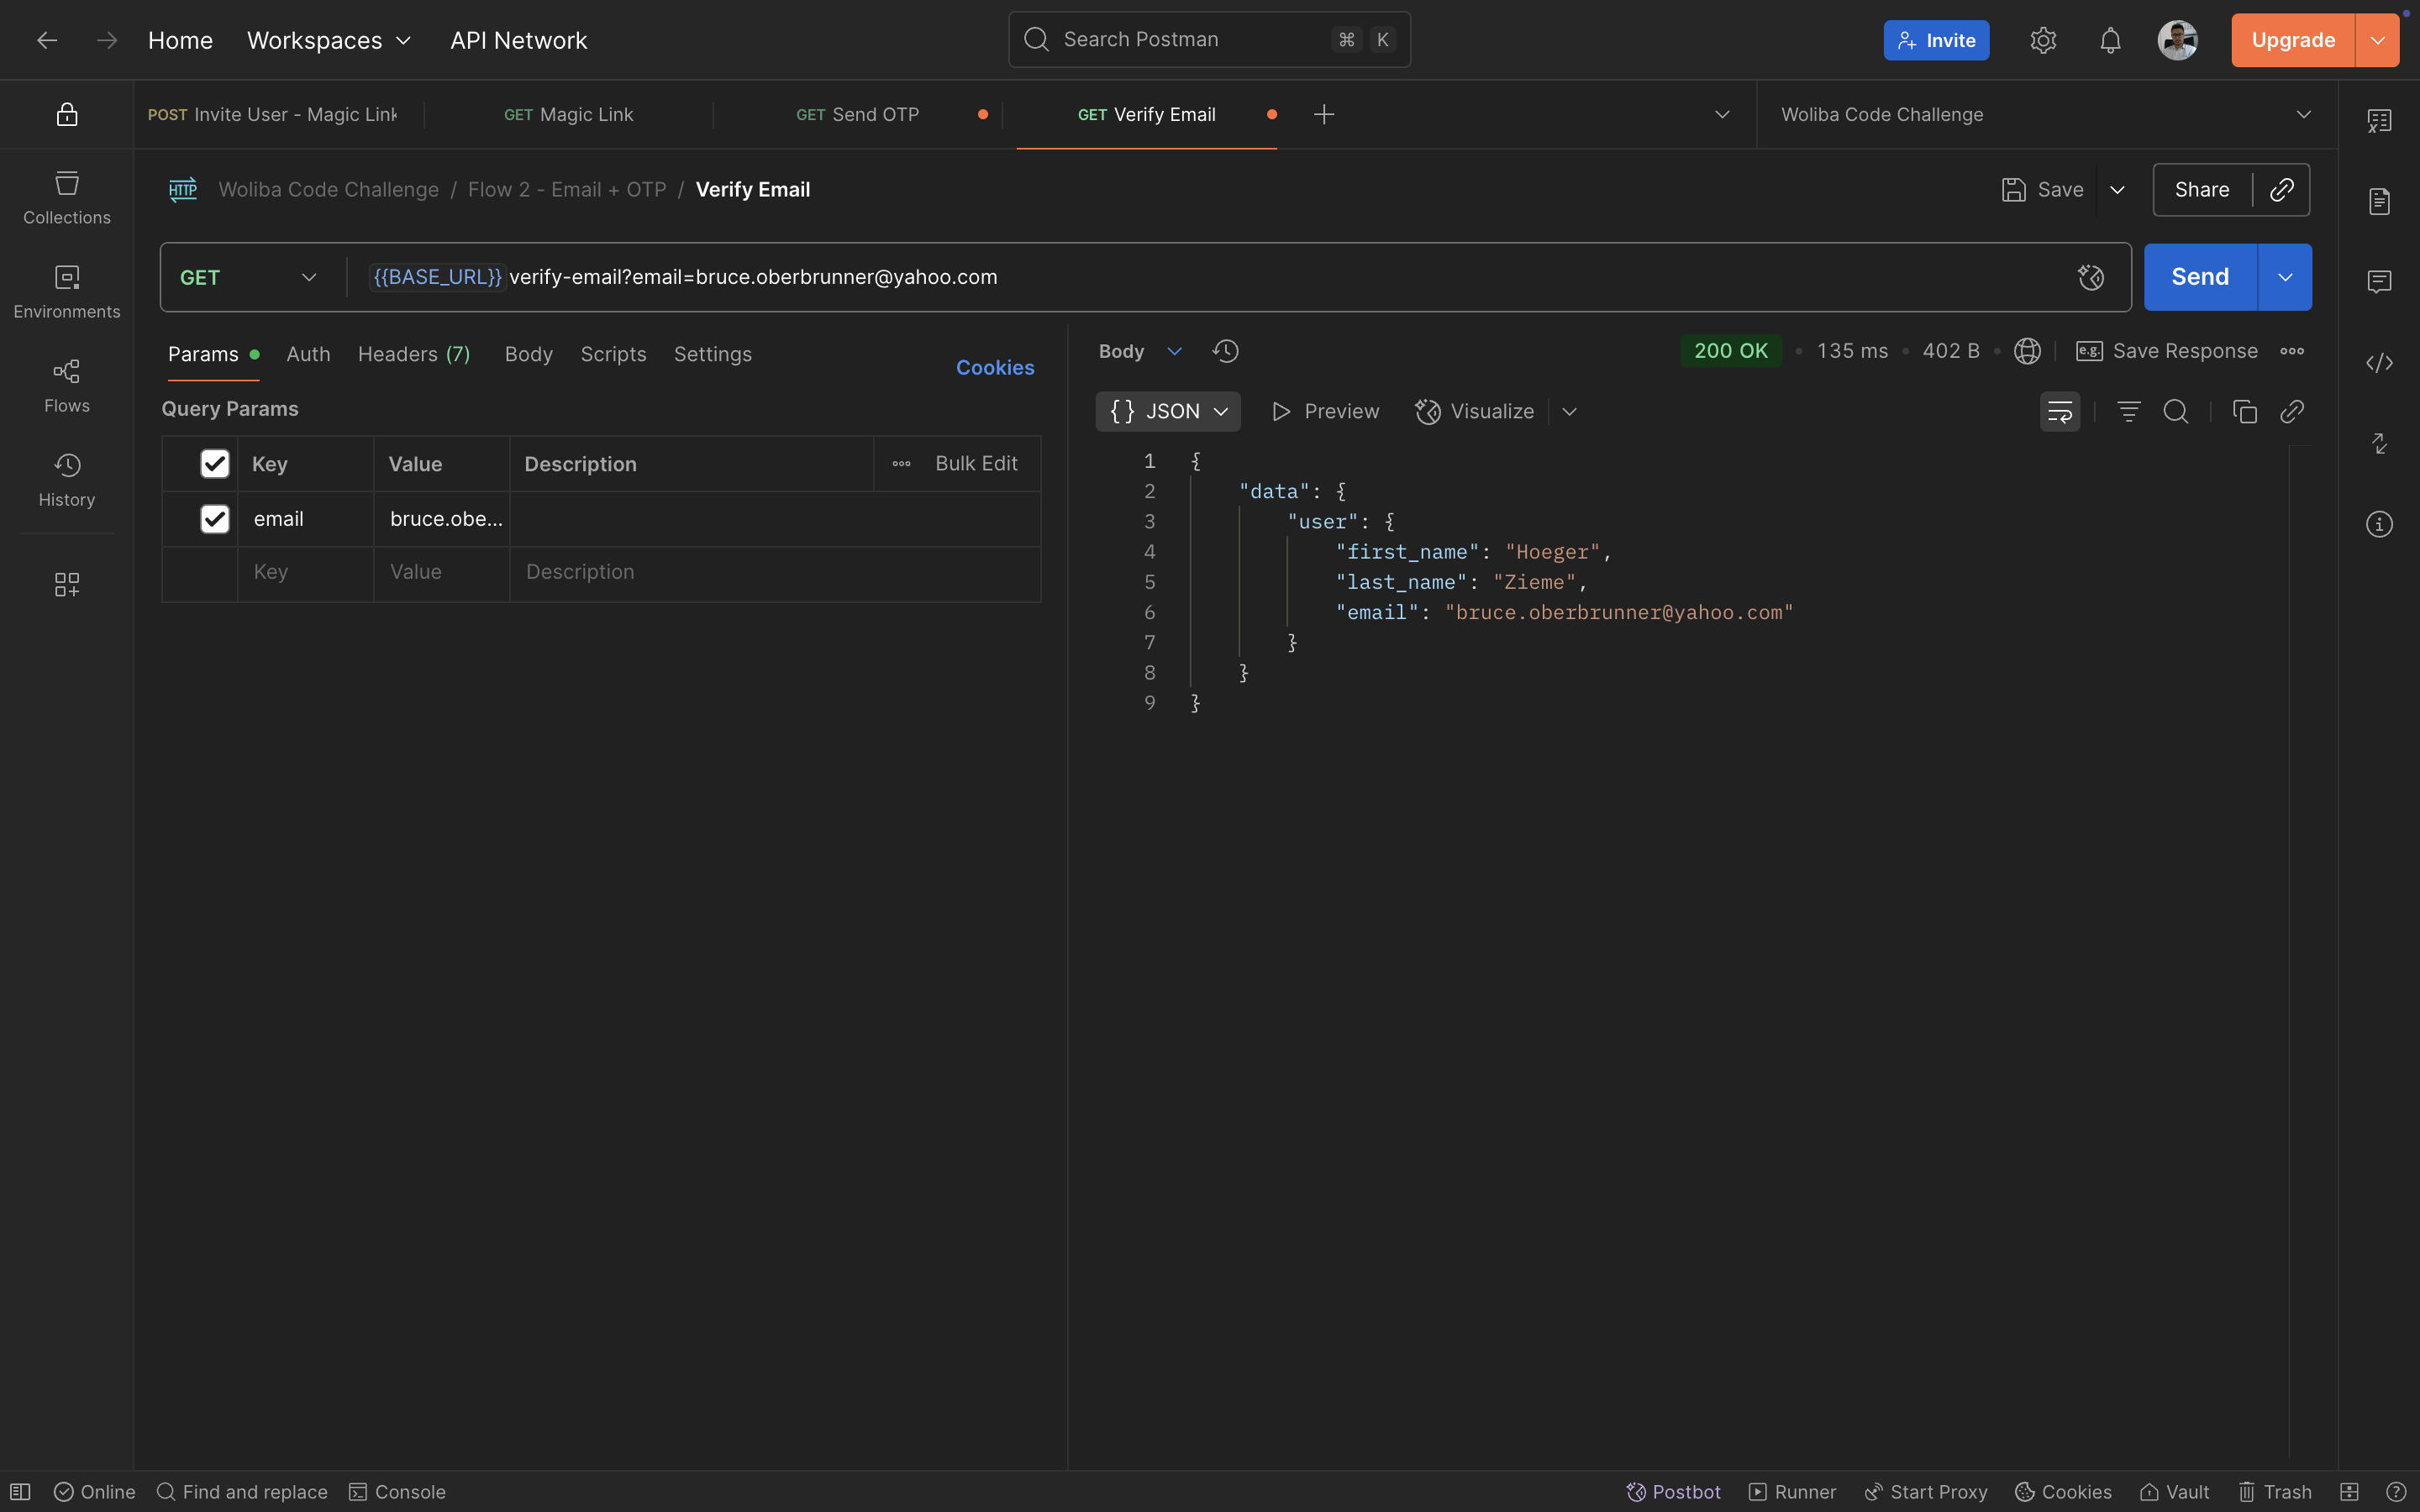 Home Workspaces API Network Search Postman ⌘ K Invite Upgrade
POST Invite User - Magic Link GET Magic Link GET Send OTP GET Verify Email Woliba Code Challenge
HTTP Woliba Code Challenge / Flow 2 - Email + OTP / Verify Email Save Share
Collections
GET {{BASE_URL}} verify-email?email=bruce.oberbrunner@yahoo.com Send
Environments
Params Auth Headers (7) Body Scripts Settings Cookies
Body 200 OK • 135 ms • 402 B • e.g. Save Response
Flows
Query Params
{} JSON Preview Visualize
Key Value Description Bulk Edit
History
email bruce.obe...
Key Value Description
1 {
2 "data": {
3 "user": {
4 "first_name": "Hoeger",
5 "last_name": "Zieme",
6 "email": "bruce.oberbrunner@yahoo.com"
7 }
8 }
9 }
Online Find and replace Console Postbot Runner Start Proxy Cookies Vault Trash